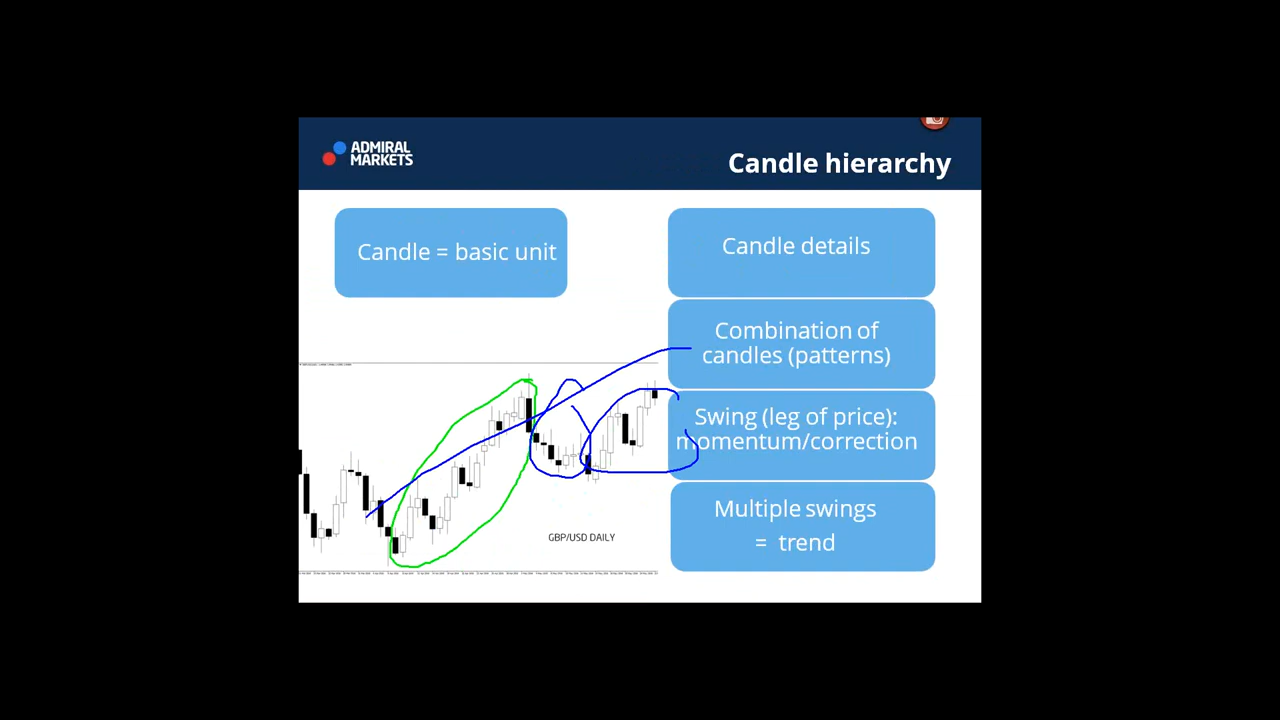 ADMIRAL
MARKETS
Candle hierarchy
Candle = basic unit
Candle details
Combination of
candles (patterns)
Swing (leg of price):
momentum/correction
Multiple swings
= trend
GBP/USD DAILY